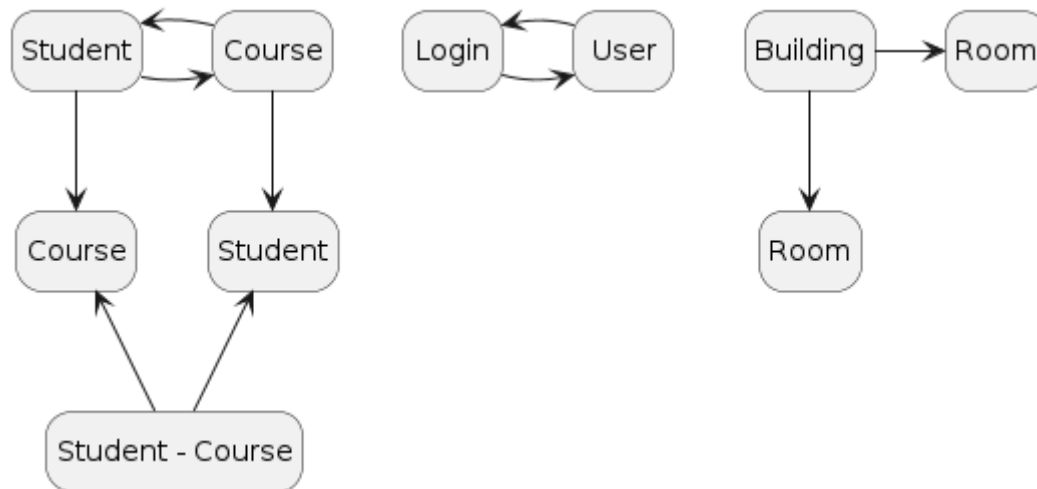 Student
Course
Login
User
Building
Room
Course
Student
Room
Student - Course